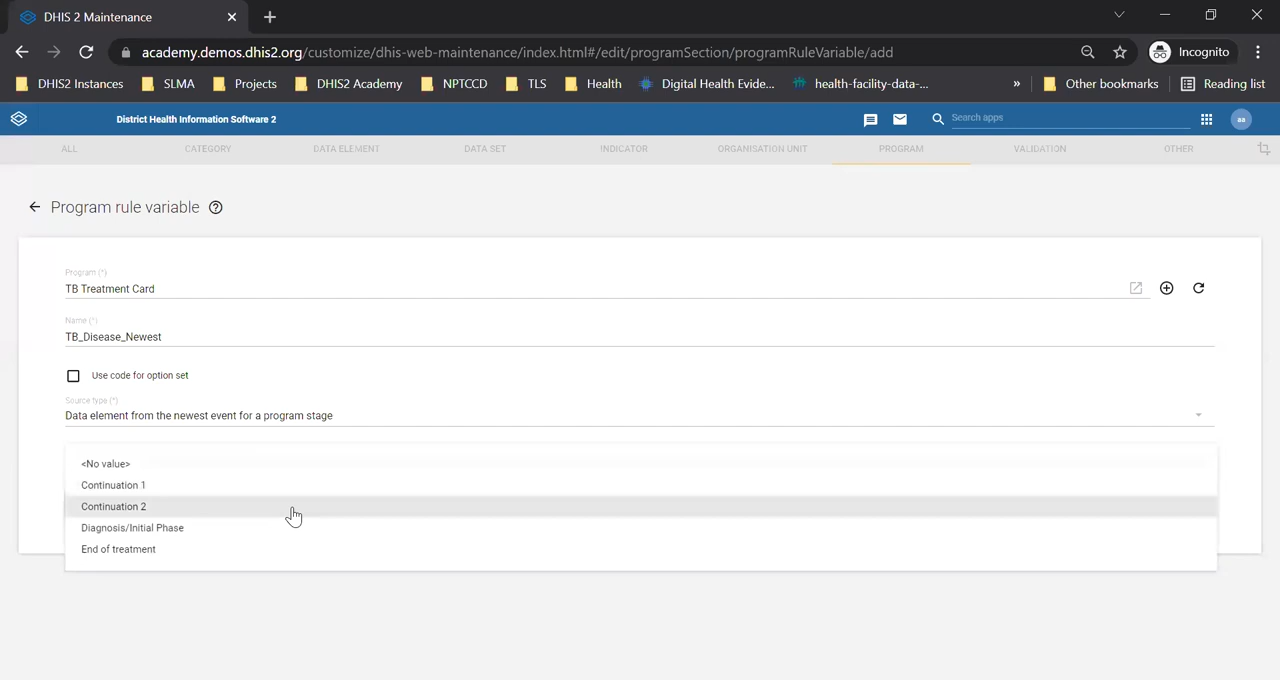 DHIS 2 Maintenance
academy.demos.dhis2.org/customize/dhis-web-maintenance/index.html#/edit/programSection/programRuleVariable/add
Incognito
DHIS2 Instances SLMA Projects DHIS2 Academy NPTCCD TLS Health Digital Health Evide... health-facility-data-... » Other bookmarks Reading list
District Health Information Software 2 Search apps aa
ALL CATEGORY DATA ELEMENT DATA SET INDICATOR ORGANISATION UNIT PROGRAM VALIDATION OTHER
Program rule variable
Program (*)
TB Treatment Card
Name (*)
TB_Disease_Newest
Use code for option set
Source type (*)
Data element from the newest event for a program stage
<No value>
Continuation 1
Continuation 2
Diagnosis/Initial Phase
End of treatment